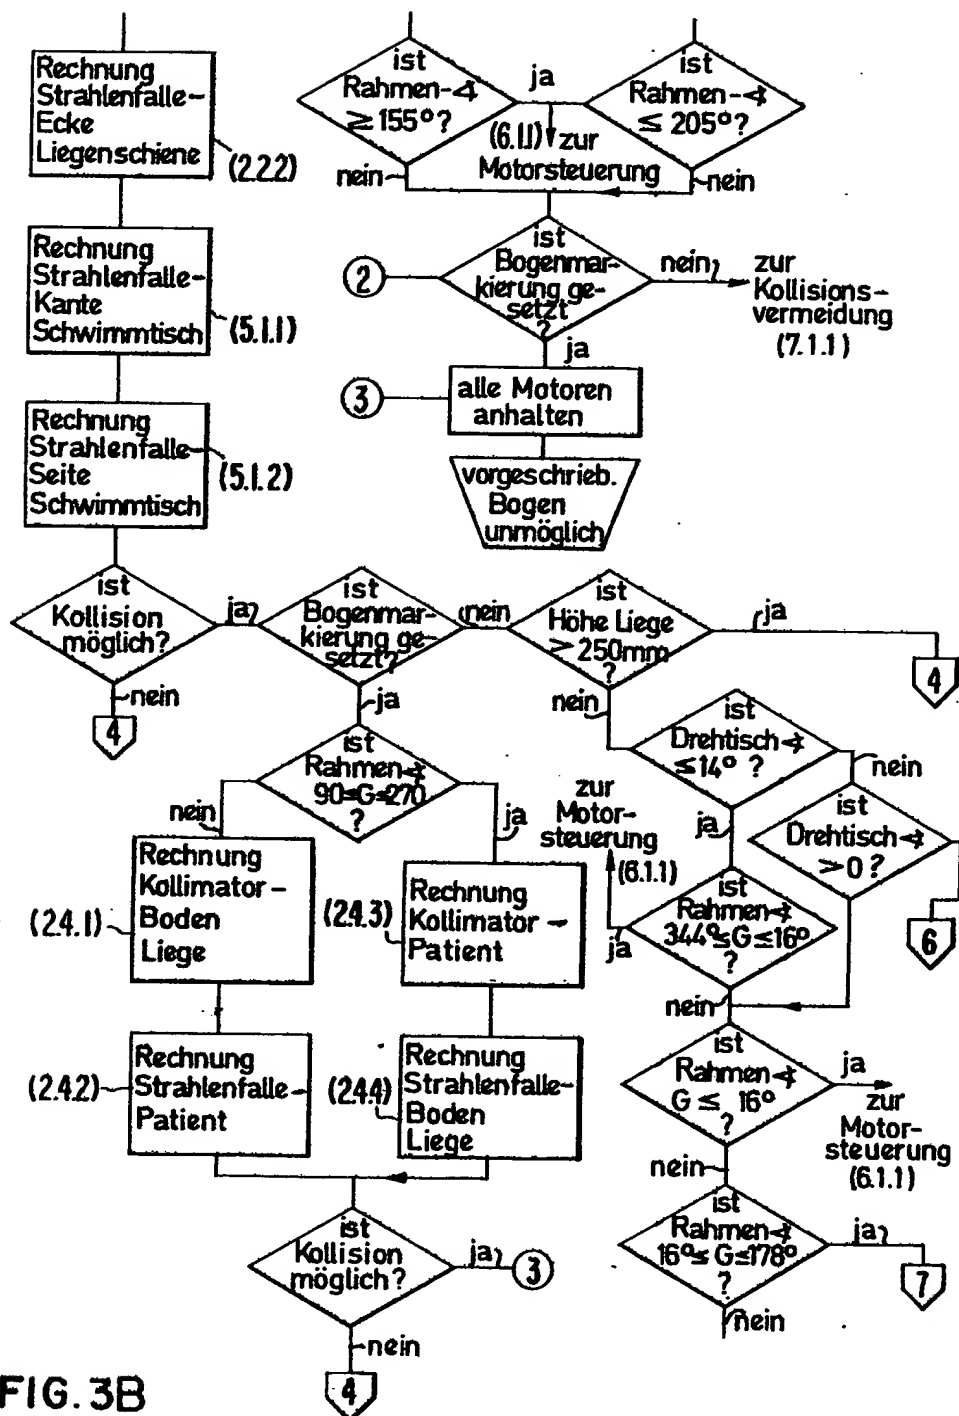 Rechnung
Strahlenfalle-
Ecke
Liegenschiene
(2.2.2)
Rechnung
Strahlenfalle-
Kante
Schwimmtisch
(5.1.1)
Rechnung
Strahlenfalle
Seite
Schwimmtisch
(5.1.2)
ist
Rahmen-∢
≥ 155°?
ja
ist
Rahmen-∢
≤ 205°?
(6.1.1) zur
Motorsteuerung
nein
nein
2
ist
Bogenmar-
kierung ge-
setzt
?
nein
zur
Kollisions-
vermeidung
(7.1.1)
ja
3
alle Motoren
anhalten
vorgeschrieb.
Bogen
unmöglich
ist
Kollision
möglich?
ja
nein
4
ist
Bogenmar-
kierung ge-
setzt?
nein
ja
ist
Höhe Liege
> 250mm
?
ja
4
nein
ist
Rahmen∢
90≤G≤270
?
nein
ja
Rechnung
Kollimator-
Boden
Liege
(2.4.1)
Rechnung
Kollimator-
Patient
(2.4.3)
Rechnung
Strahlenfalle-
Patient
(2.4.2)
Rechnung
Strahlenfalle-
Boden
Liege
(2.4.4)
ist
Kollision
möglich?
ja
3
nein
4
ist
Drehtisch∢
≤14° ?
nein
ja
ist
Drehtisch∢
>0 ?
6
zur
Motor-
steuerung
(6.1.1)
ist
Rahmen∢
344°≤G≤16°
?
ja
nein
ist
Rahmen∢
G ≤ 16°
?
ja
zur
Motor-
steuerung
(6.1.1)
nein
ist
Rahmen∢
16°≤ G≤178°
?
ja
7
nein
FIG. 3B